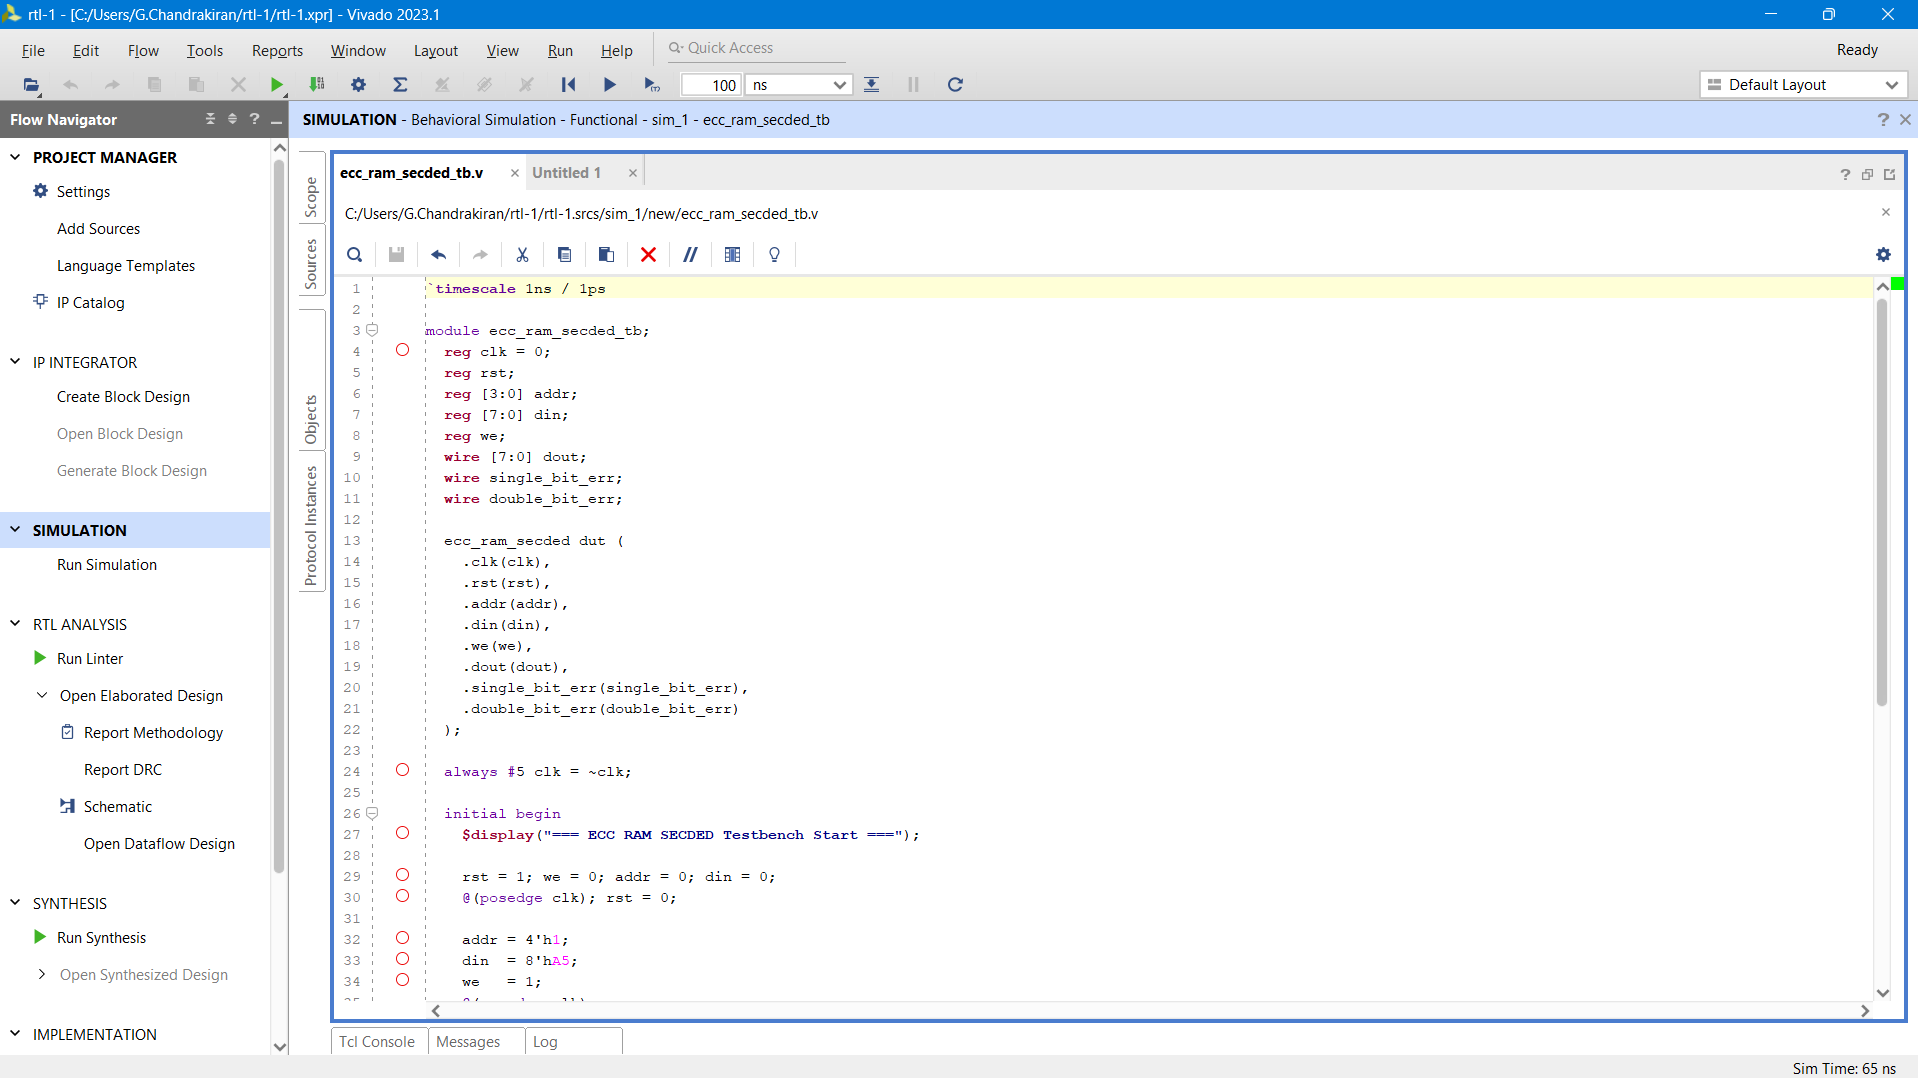 rtl-1 - [C:/Users/G.Chandrakiran/rtl-1/rtl-1.xpr] - Vivado 2023.1
File Edit Flow Tools Reports Window Layout View Run Help Quick Access Ready
100 ns Default Layout
Flow Navigator
PROJECT MANAGER
Settings
Add Sources
Language Templates
IP Catalog
IP INTEGRATOR
Create Block Design
Open Block Design
Generate Block Design
SIMULATION
Run Simulation
RTL ANALYSIS
Run Linter
Open Elaborated Design
Report Methodology
Report DRC
Schematic
Open Dataflow Design
SYNTHESIS
Run Synthesis
Open Synthesized Design
IMPLEMENTATION
SIMULATION - Behavioral Simulation - Functional - sim_1 - ecc_ram_secded_tb
Scope
Sources
Objects
Protocol Instances
ecc_ram_secded_tb.v Untitled 1
C:/Users/G.Chandrakiran/rtl-1/rtl-1.srcs/sim_1/new/ecc_ram_secded_tb.v
1 `timescale 1ns / 1ps
2
3 module ecc_ram_secded_tb;
4 reg clk = 0;
5 reg rst;
6 reg [3:0] addr;
7 reg [7:0] din;
8 reg we;
9 wire [7:0] dout;
10 wire single_bit_err;
11 wire double_bit_err;
12
13 ecc_ram_secded dut (
14 .clk(clk),
15 .rst(rst),
16 .addr(addr),
17 .din(din),
18 .we(we),
19 .dout(dout),
20 .single_bit_err(single_bit_err),
21 .double_bit_err(double_bit_err)
22 );
23
24 always #5 clk = ~clk;
25
26 initial begin
27 $display("=== ECC RAM SECDED Testbench Start ===");
28
29 rst = 1; we = 0; addr = 0; din = 0;
30 @(posedge clk); rst = 0;
31
32 addr = 4'h1;
33 din = 8'hA5;
34 we = 1;
Tcl Console Messages Log
Sim Time: 65 ns